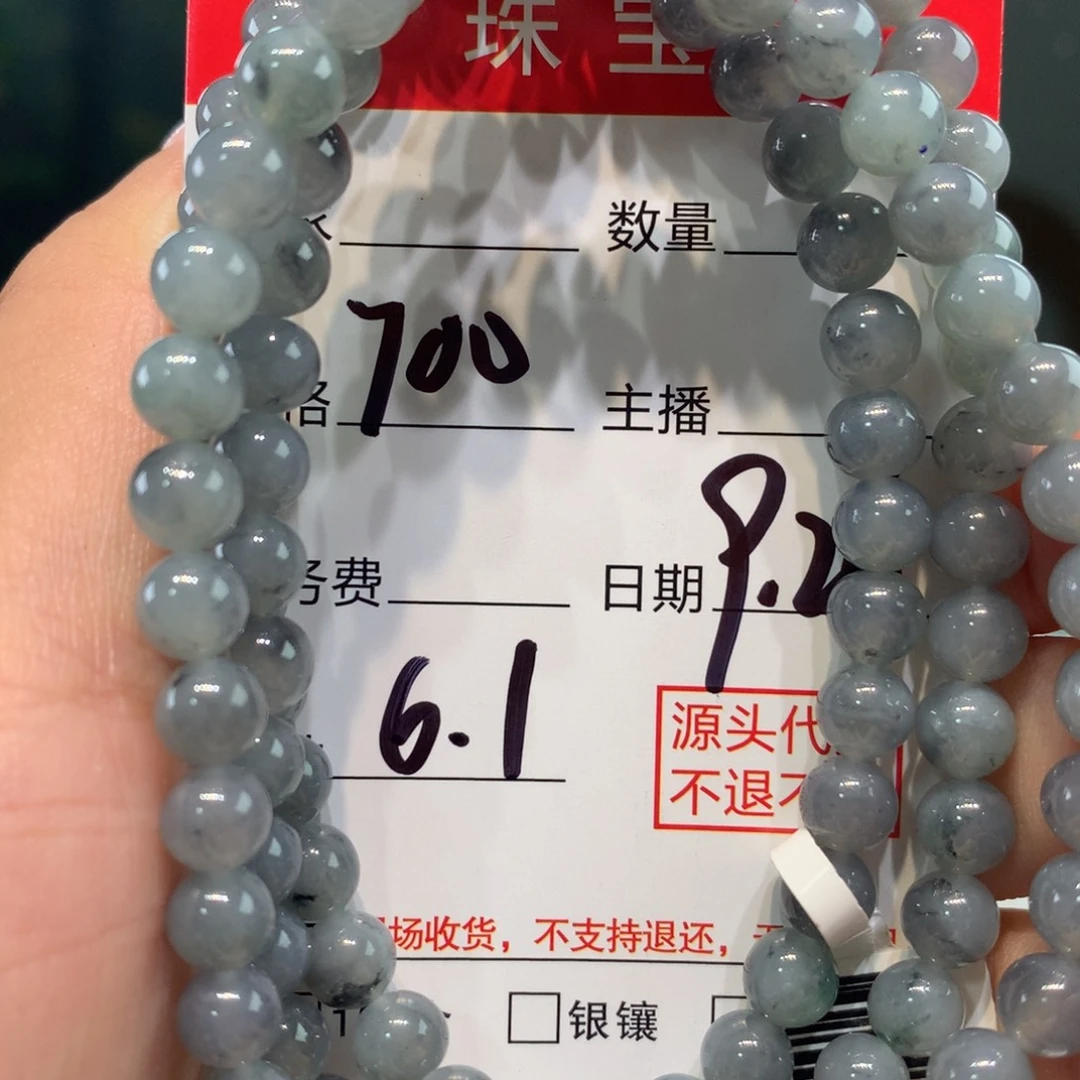 珠宝
数量
格 700 主播
务费 日期 9.2
6.1
源头代
不退不
场收货，不支持退还，
银镶